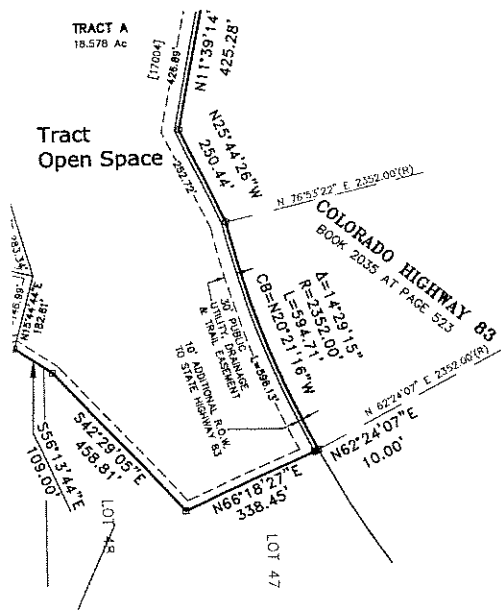 TRACT A
18.578 Ac
[17004]
426.89'
N11°39'14"
425.28'
Tract
Open Space
N25°44'26"W
250.44'
252.72'
N 76°53'22" E 2352.00'(R)
COLORADO HIGHWAY 83
BOOK 2035 AT PAGE 523
Δ=14°29'15"
R=2352.00'
L=594.71'
CB=N20°21'16"W
N15°44'44"E
182.81'
30' PUBLIC
UTILITY, DRAINAGE
& TRAIL EASEMENT
L=596.13'
10' ADDITIONAL R.O.W.
TO STATE HIGHWAY 83
N 62°24'07" E 2352.00'(R)
N62°24'07"E
10.00'
S42°29'05"E
458.81'
S56°13'44"E
109.00'
N66°18'27"E
338.45'
LOT 48
LOT 47